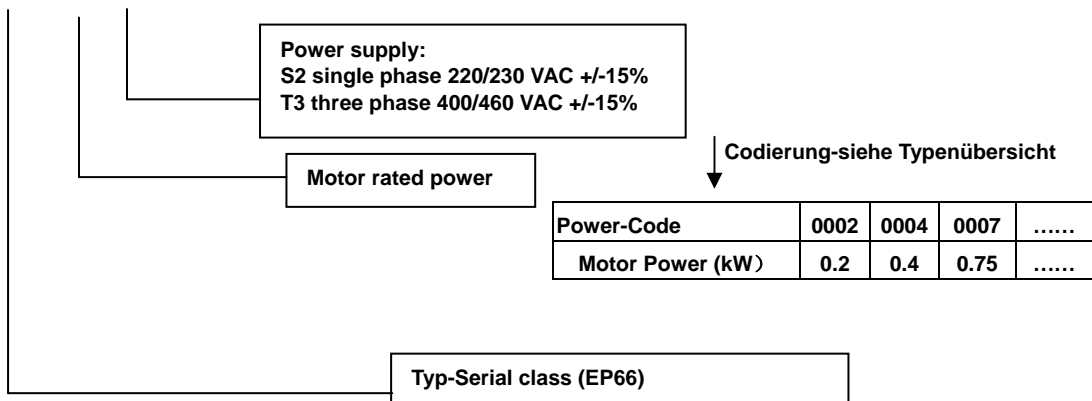 Power supply:
S2 single phase 220/230 VAC +/-15%
T3 three phase 400/460 VAC +/-15%
Codierung-siehe Typenübersicht
Motor rated power
Power-Code 0002 0004 0007 ……
Motor Power (kW） 0.2 0.4 0.75 ……
Typ-Serial class (EP66)